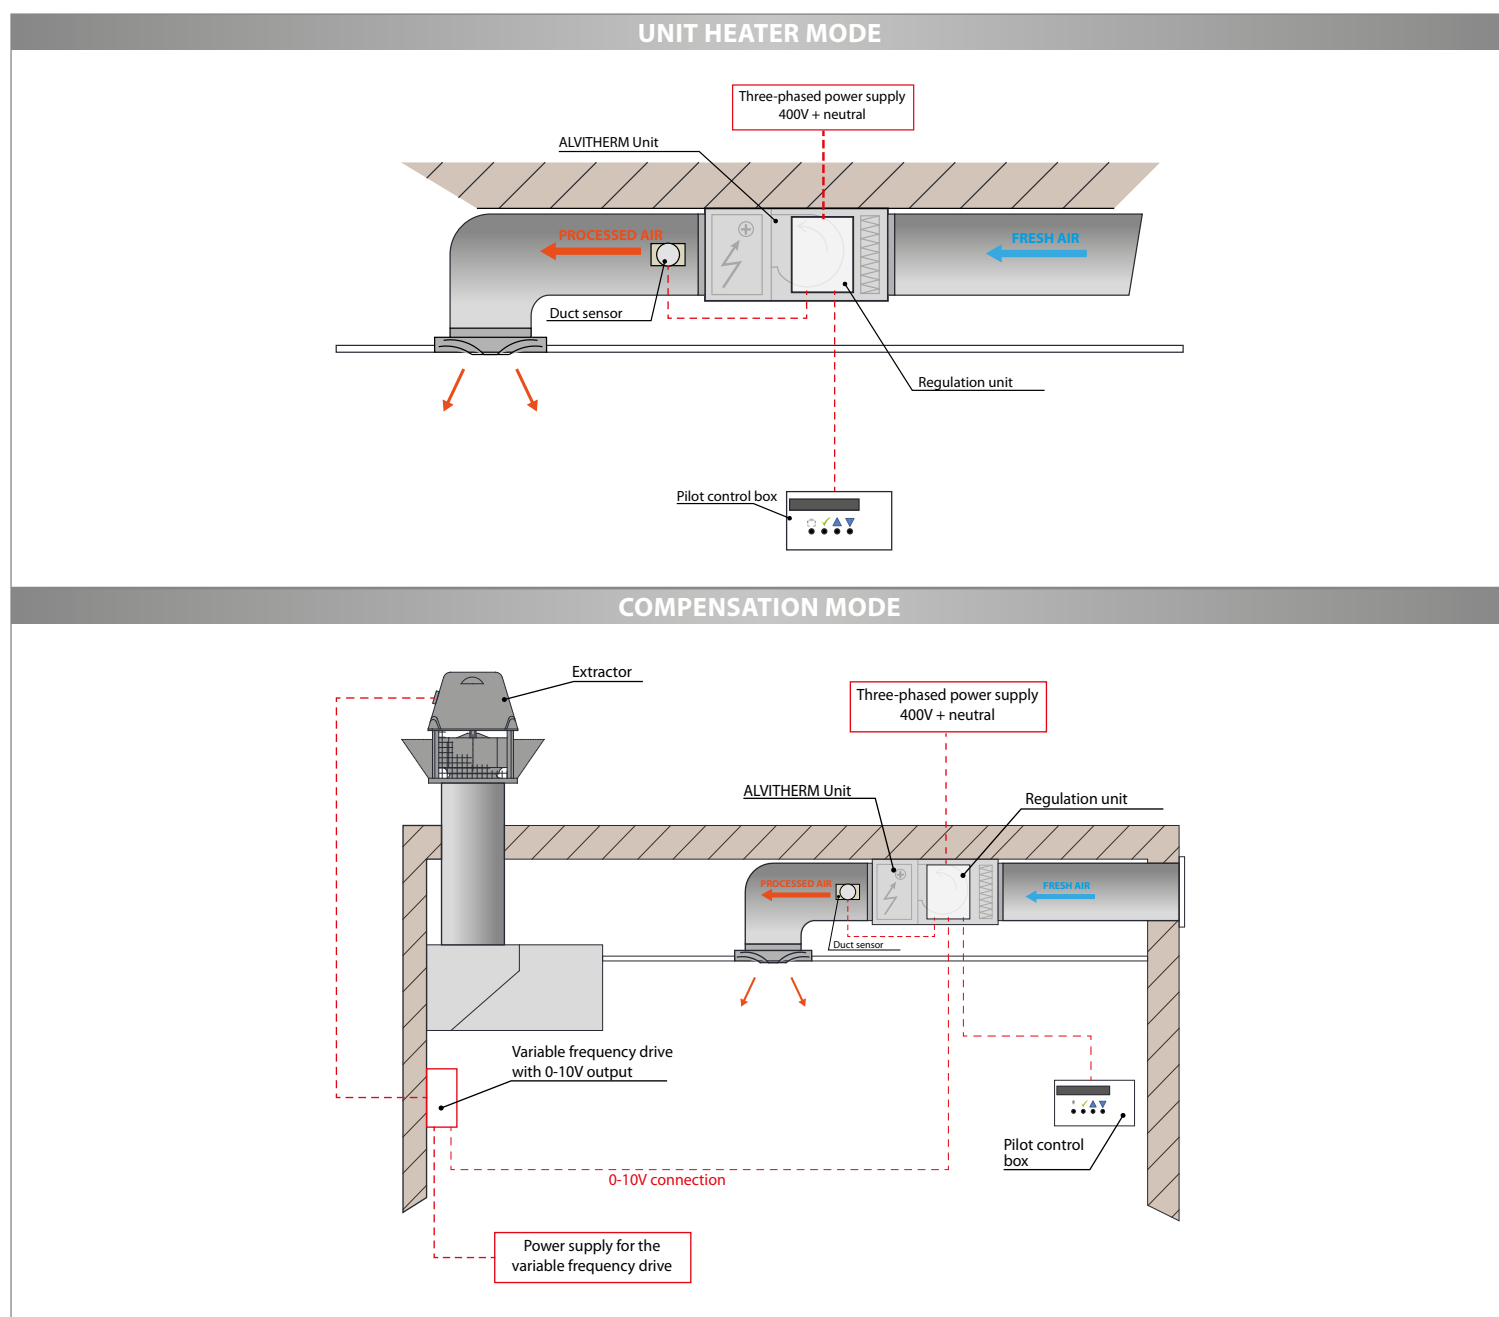 UNIT HEATER MODE
Three-phased power supply
400V + neutral
ALVITHERM Unit
PROCESSED AIR
FRESH AIR
Duct sensor
Regulation unit
Pilot control box
COMPENSATION MODE
Extractor
Three-phased power supply
400V + neutral
ALVITHERM Unit
Regulation unit
PROCESSED AIR
FRESH AIR
Duct sensor
Variable frequency drive
with 0-10V output
Pilot control
box
0-10V connection
Power supply for the
variable frequency drive